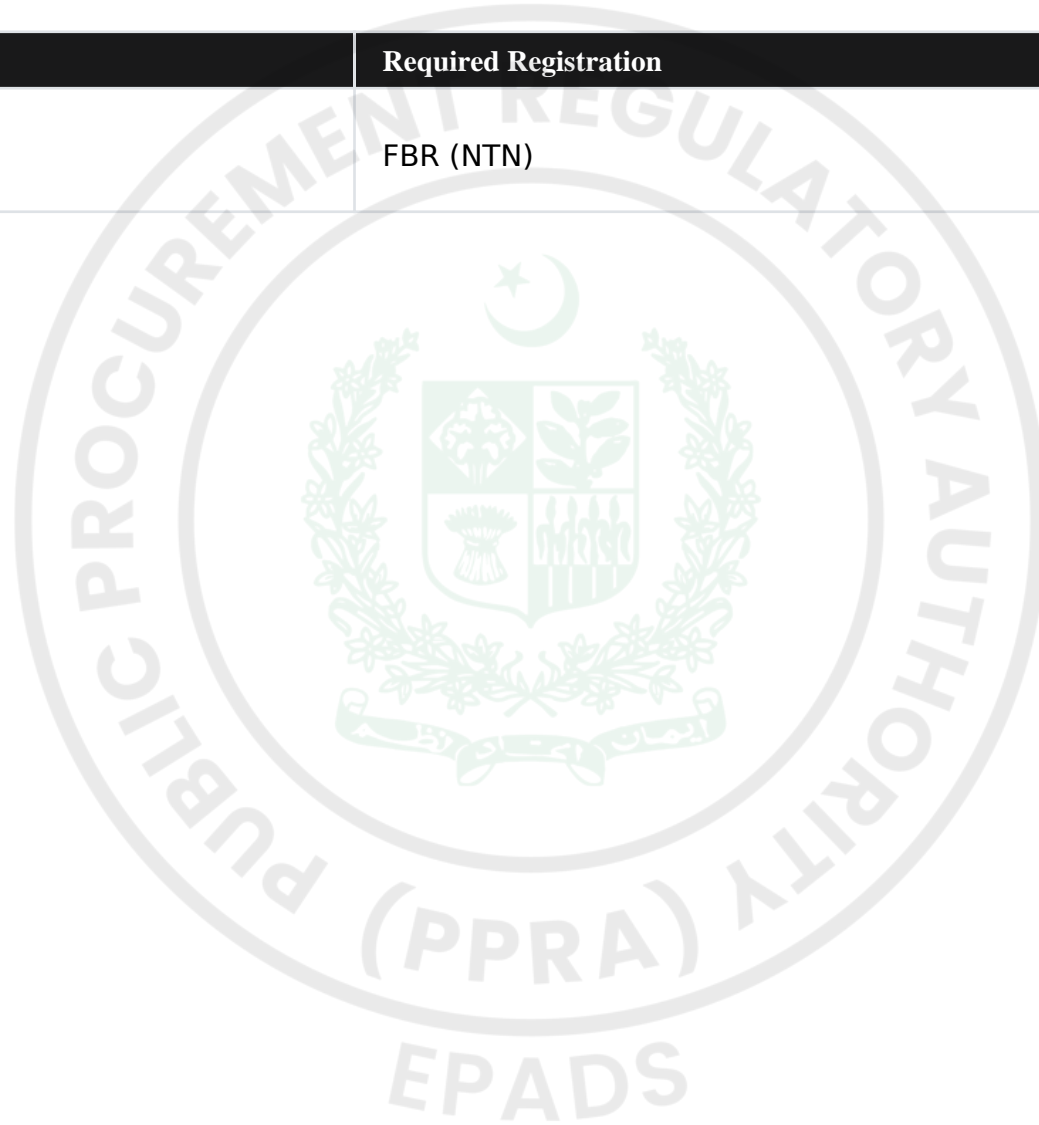 Required Registration
FBR (NTN)
PUBLIC PROCUREMENT REGULATORY AUTHORITY
(PPRA)
EPADS